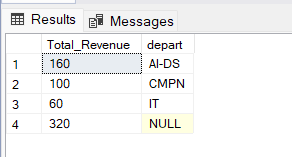 Results Messages
Total_Revenue depart
1 160 AI-DS
2 100 CMPN
3 60 IT
4 320 NULL